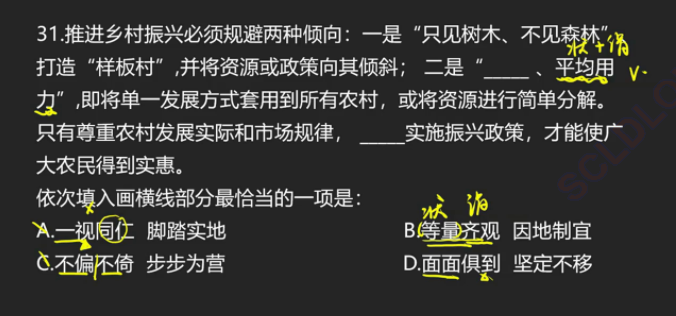 31.推进乡村振兴必须规避两种倾向：一是“只见树木、不见森林”，
状+谓
打造“样板村”,并将资源或政策向其倾斜； 二是“_____ 、平均用
力”,即将单一发展方式套用到所有农村，或将资源进行简单分解。
只有尊重农村发展实际和市场规律， _____实施振兴政策，才能使广
大农民得到实惠。
依次填入画横线部分最恰当的一项是：
状 谓
A.一视同仁 脚踏实地 B.等量齐观 因地制宜
C.不偏不倚 步步为营 D.面面俱到 坚定不移
SCLDLC